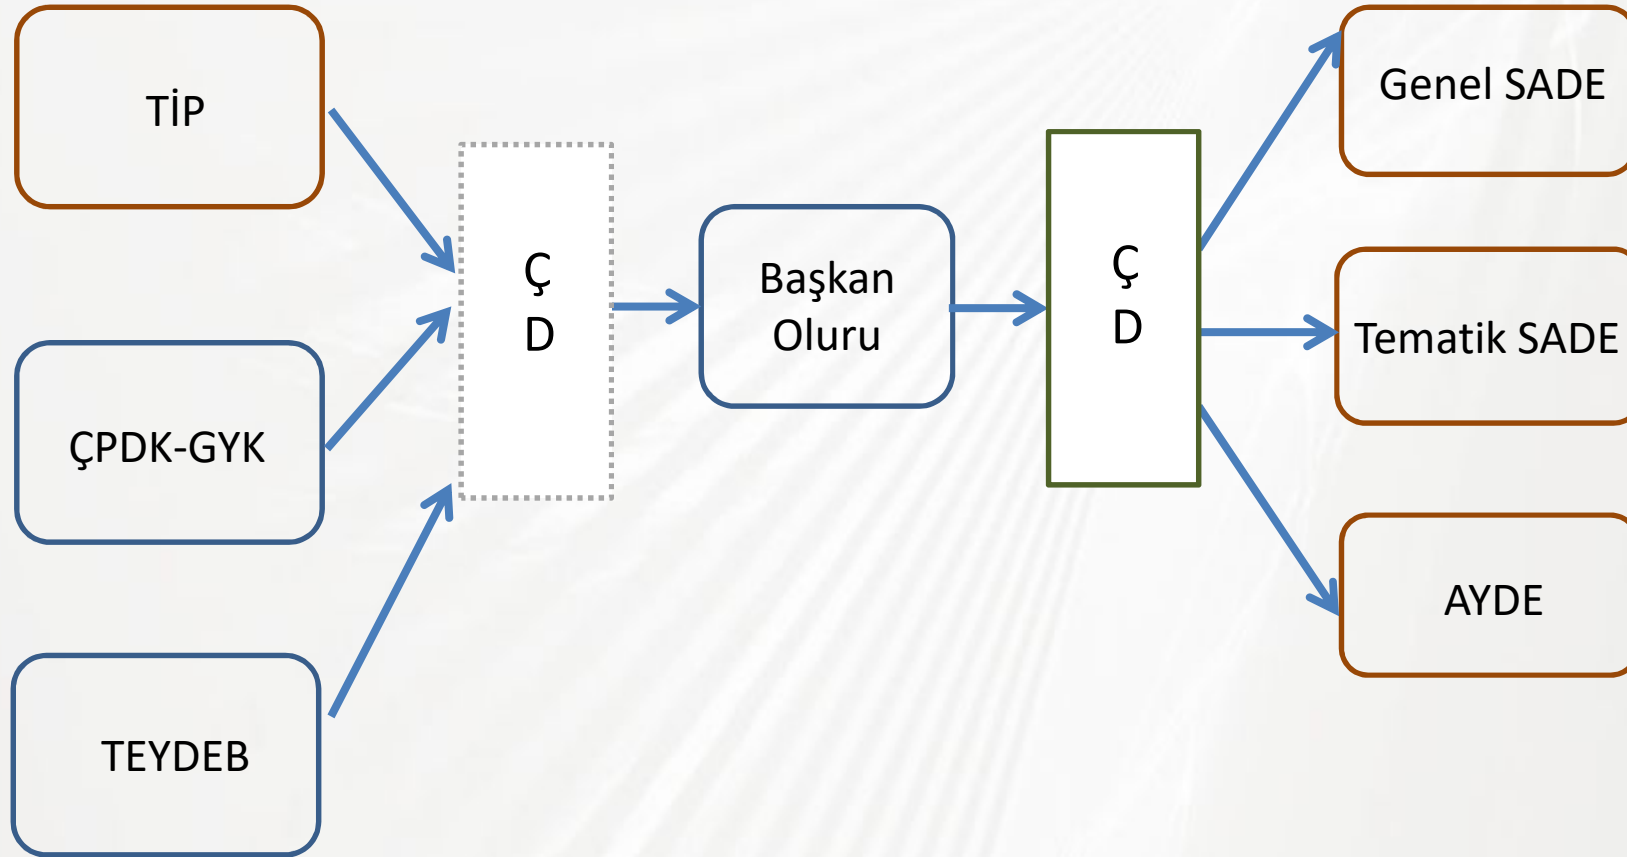 TİP
ÇPDK-GYK
TEYDEB
Ç
D
Başkan
Oluru
Ç
D
Genel SADE
Tematik SADE
AYDE